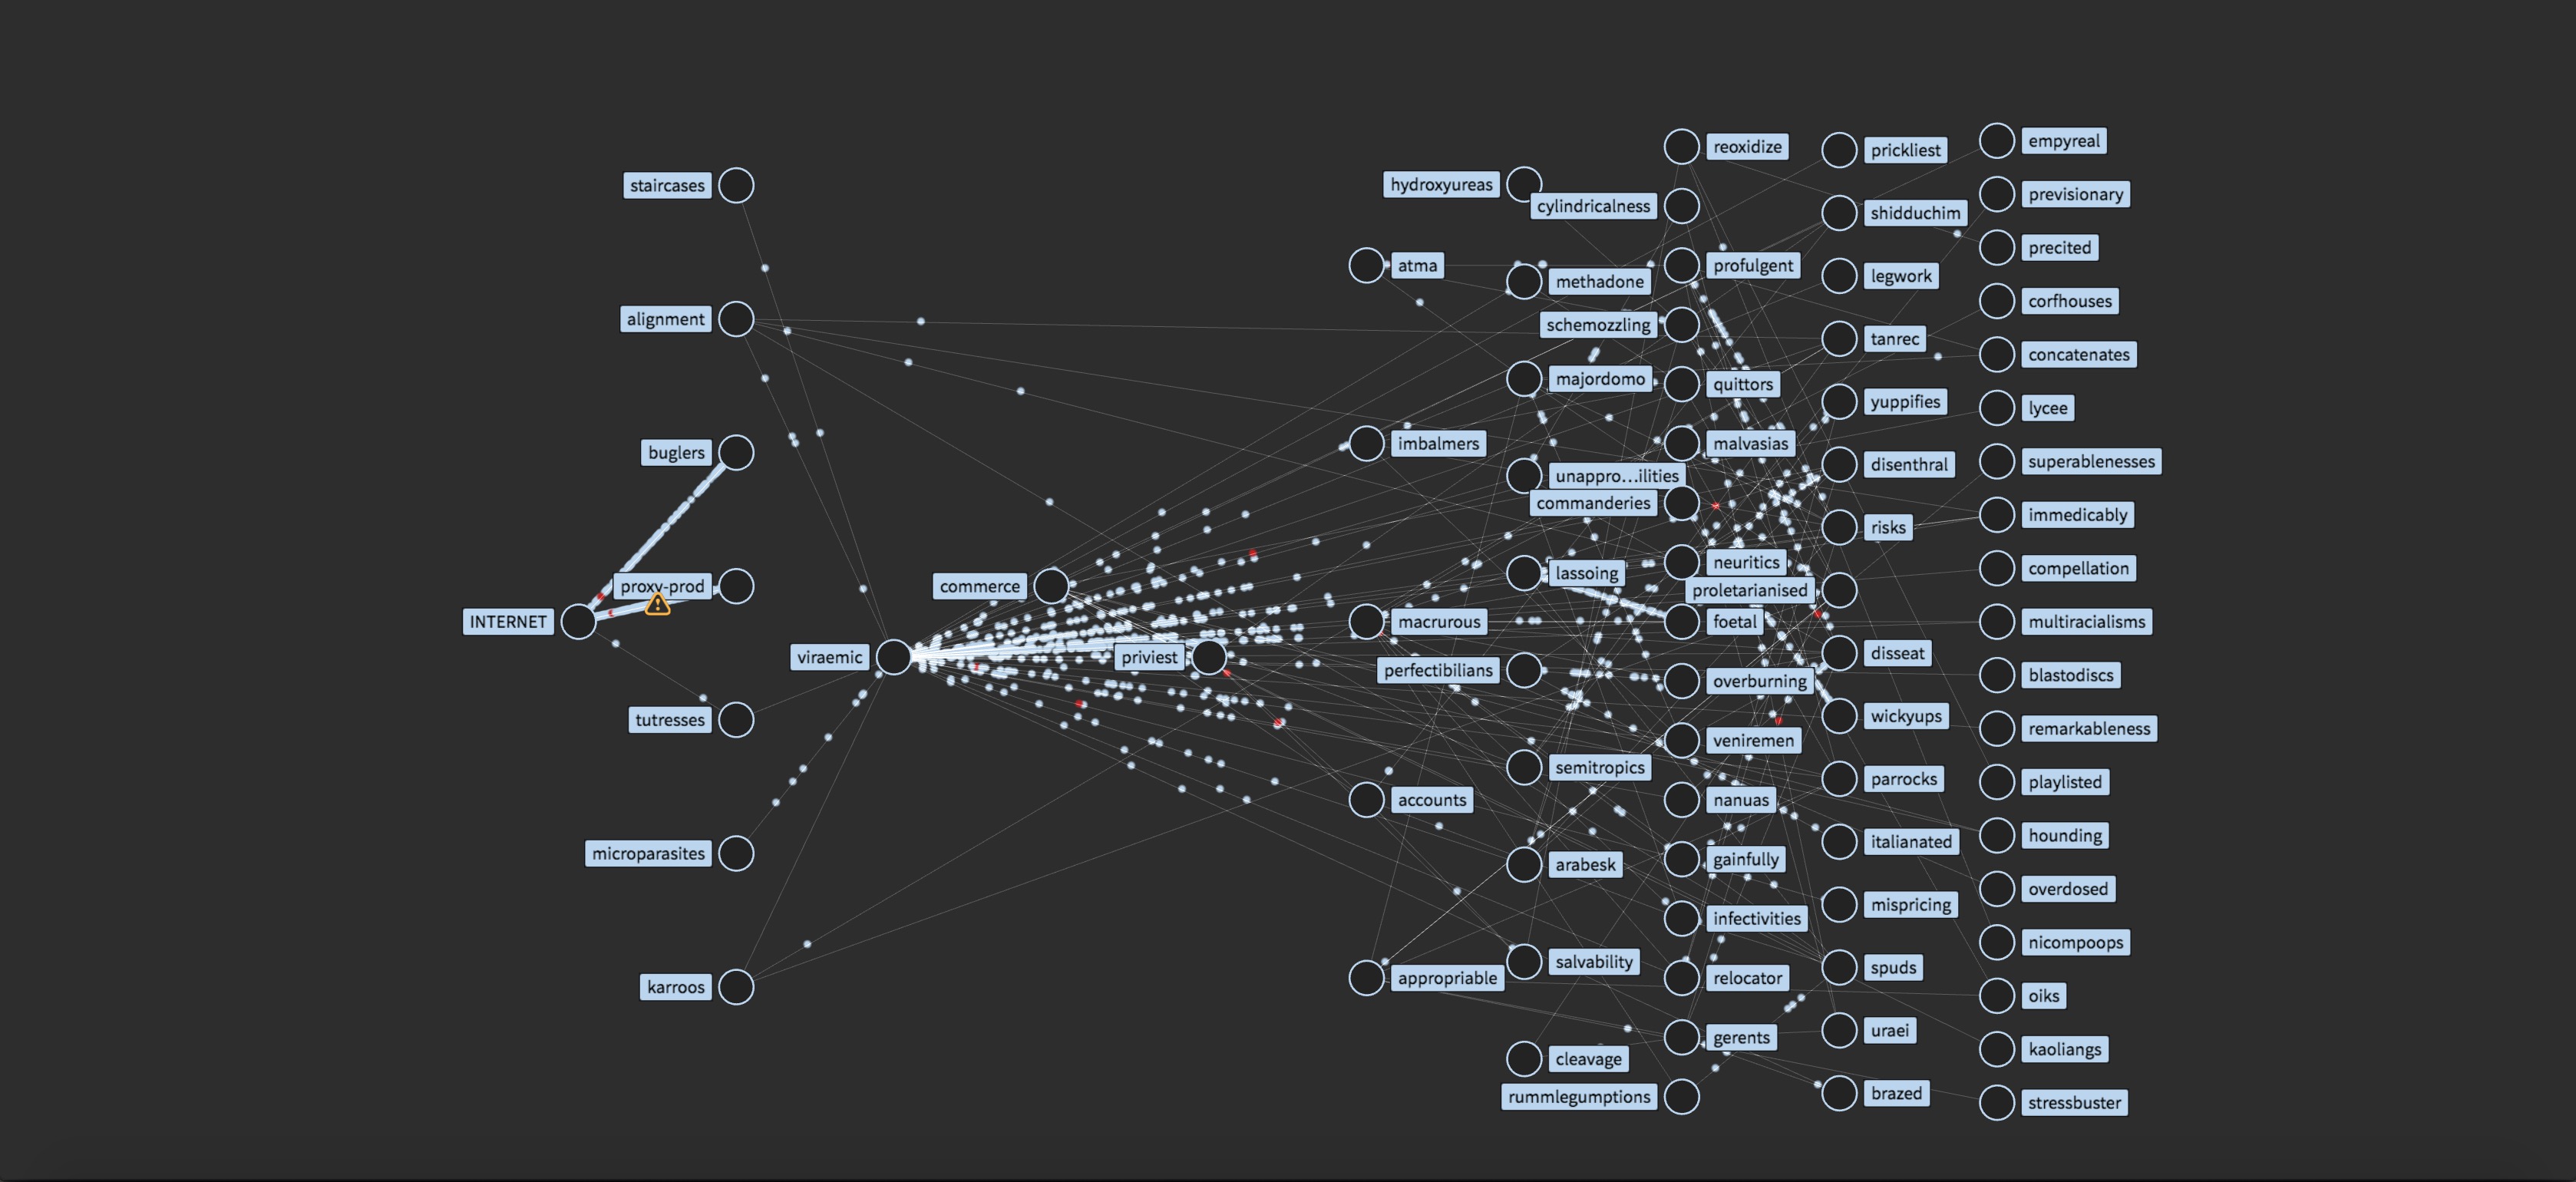 INTERNET
staircases
alignment
buglers
proxy-prod
tutresses
microparasites
karroos
viraemic
commerce
priviest
atma
imbalmers
macrurous
accounts
appropriable
hydroxyureas
methadone
majordomo
unappro...ilities
lassoing
perfectibilians
semitropics
arabesk
salvability
cleavage
reoxidize
cylindricalness
profulgent
schemozzling
quittors
malvasias
commanderies
neuritics
foetal
overburning
veniremen
nanuas
gainfully
infectivities
relocator
gerents
rummlegumptions
prickliest
shidduchim
legwork
tanrec
yuppifies
disenthral
risks
proletarianised
disseat
wickyups
parrocks
italianated
mispricing
spuds
uraei
brazed
empyreal
previsionary
precited
corfhouses
concatenates
lycee
superablenesses
immedicably
compellation
multiracialisms
blastodiscs
remarkableness
playlisted
hounding
overdosed
nicompoops
oiks
kaoliangs
stressbuster